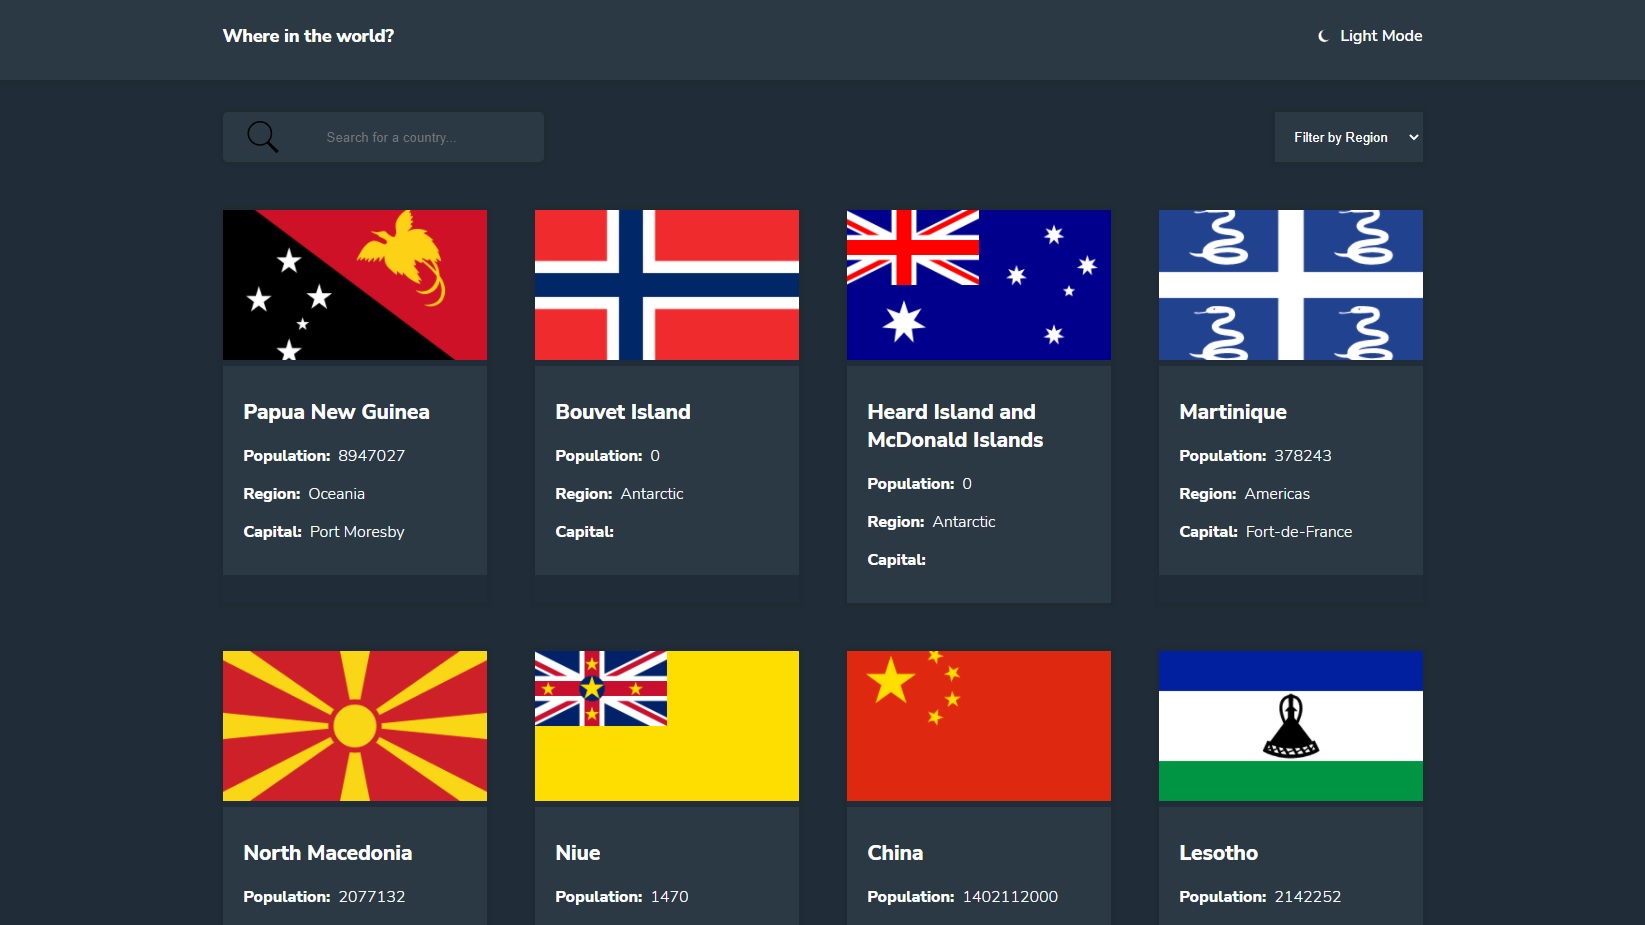 Where in the world?
Light Mode
Search for a country...
Filter by Region
Papua New Guinea
Population: 8947027
Region: Oceania
Capital: Port Moresby
Bouvet Island
Population: 0
Region: Antarctic
Capital:
Heard Island and
McDonald Islands
Population: 0
Region: Antarctic
Capital:
Martinique
Population: 378243
Region: Americas
Capital: Fort-de-France
North Macedonia
Population: 2077132
Niue
Population: 1470
China
Population: 1402112000
Lesotho
Population: 2142252